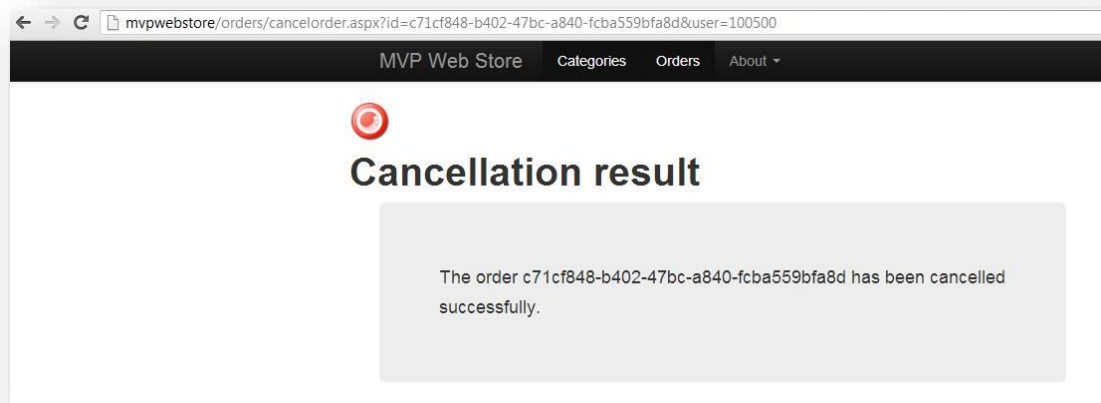 mvpwebstore/orders/cancelorder.aspx?id=c71cf848-b402-47bc-a840-fcba559bfa8d&user=100500
MVP Web Store Categories Orders About
Cancellation result
The order c71cf848-b402-47bc-a840-fcba559bfa8d has been cancelled
successfully.